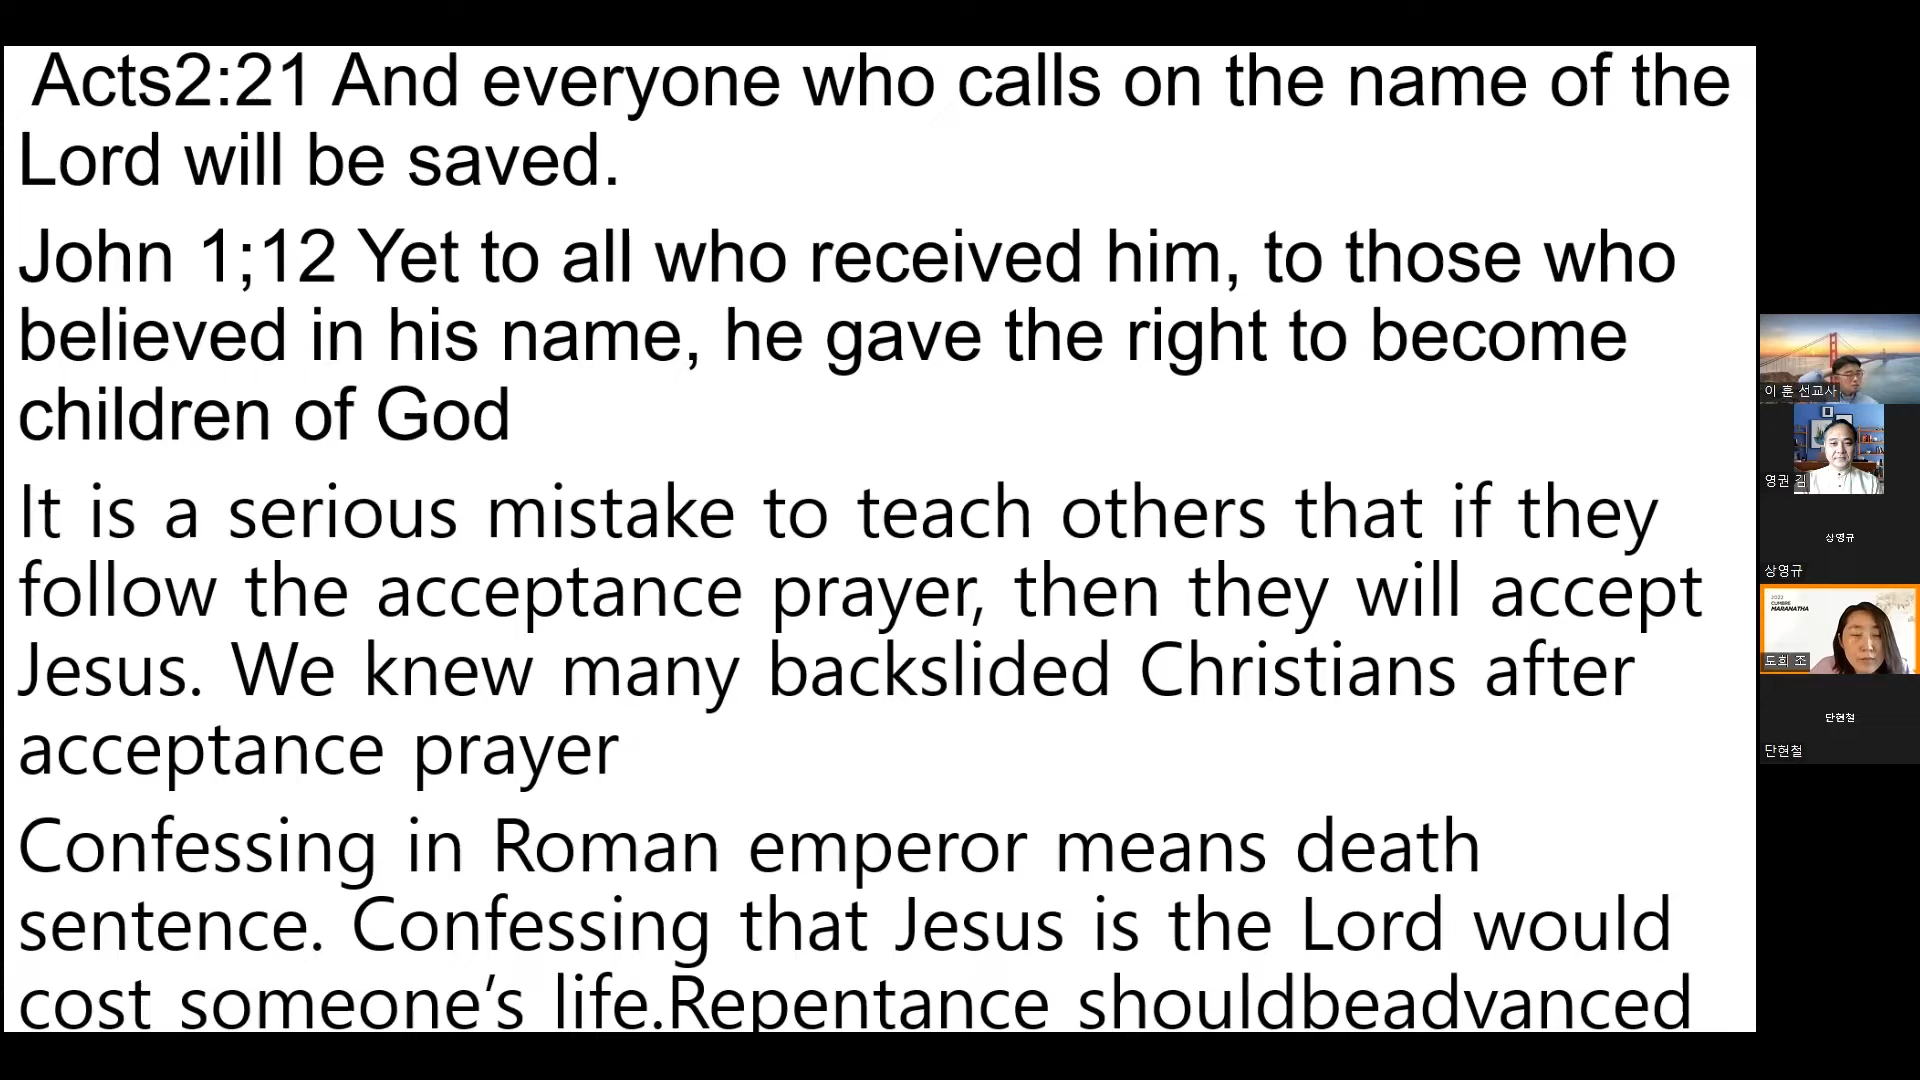 Acts2:21 And everyone who calls on the name of the
Lord will be saved.
John 1;12 Yet to all who received him, to those who
believed in his name, he gave the right to become
children of God
It is a serious mistake to teach others that if they
follow the acceptance prayer, then they will accept
Jesus. We knew many backslided Christians after
acceptance prayer
Confessing in Roman emperor means death
sentence. Confessing that Jesus is the Lord would
cost someone’s life.Repentance shouldbeadvanced
이 훈 선교사
영권 김
상영규
상영규
2022
CUMBRE
MARANATHA
도희 조
단현철
단현철